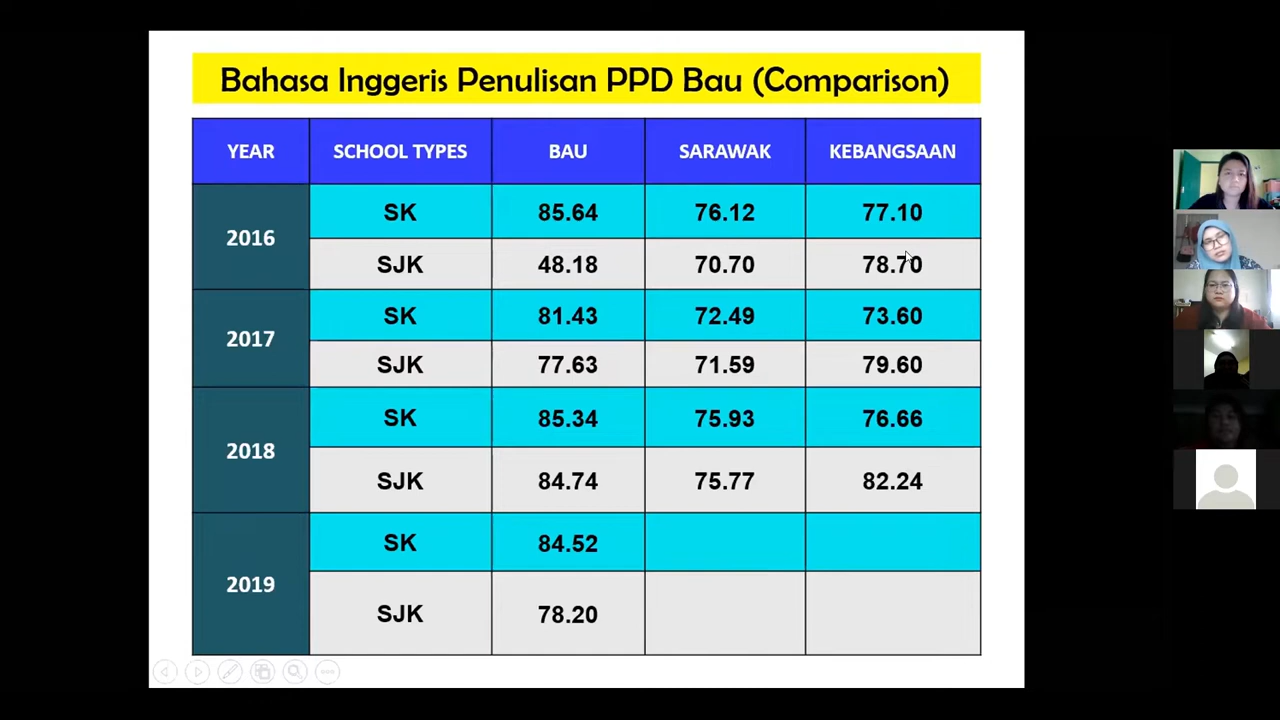 Bahasa Inggeris Penulisan PPD Bau (Comparison)
YEAR SCHOOL TYPES BAU SARAWAK KEBANGSAAN
2016 SK 85.64 76.12 77.10
SJK 48.18 70.70 78.70
2017 SK 81.43 72.49 73.60
SJK 77.63 71.59 79.60
2018 SK 85.34 75.93 76.66
SJK 84.74 75.77 82.24
2019 SK 84.52
SJK 78.20